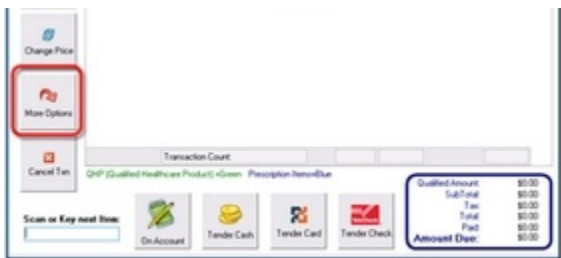 Change Price
More Options
Cancel Txn
Transaction Count:
QHP (Qualified Healthcare Product)=Green Prescription Items=Blue
Scan or Key next Item:
On Account
Tender Cash
Tender Card
Tender Check
Qualified Amount: $0.00
SubTotal: $0.00
Tax: $0.00
Total: $0.00
Paid: $0.00
Amount Due: $0.00